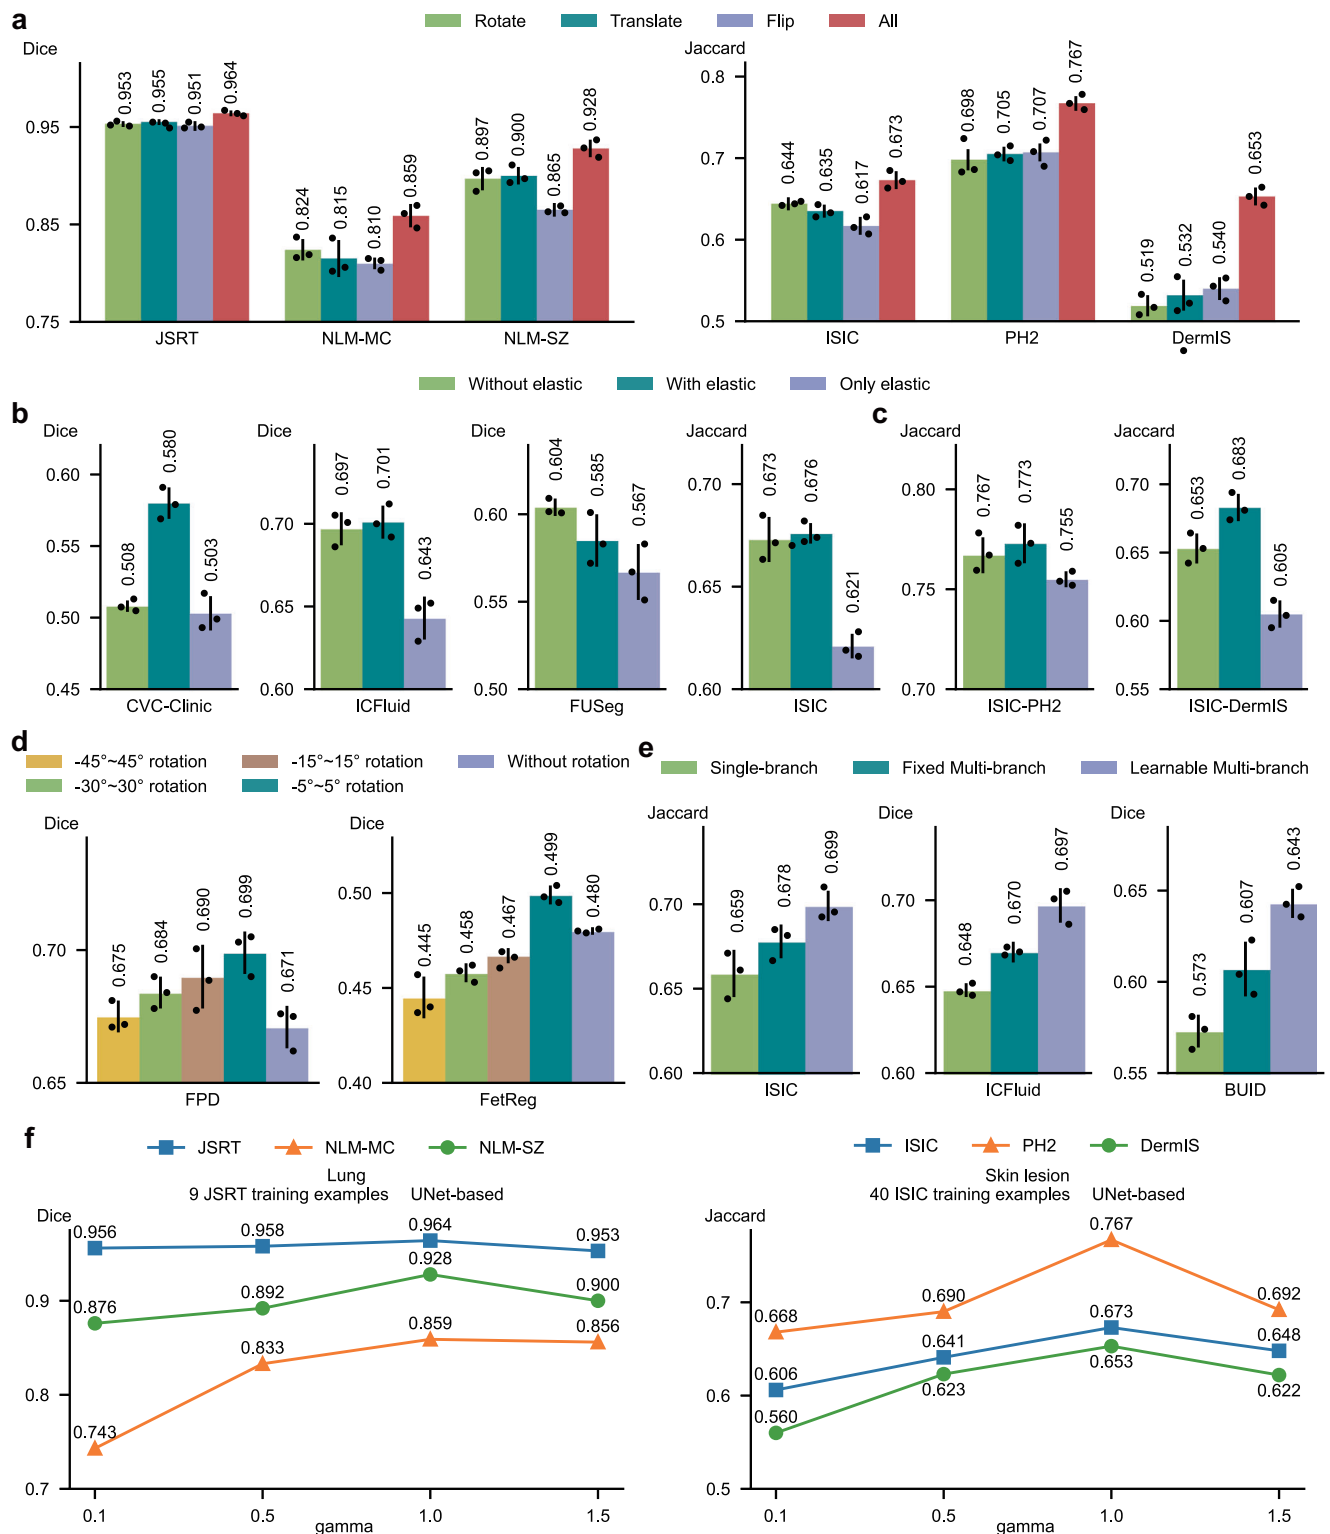 a
Rotate Translate Flip All
Dice
0.95
0.85
0.75
0.953 0.955 0.951 0.964
0.824 0.815 0.810 0.859
0.897 0.900 0.865 0.928
JSRT NLM-MC NLM-SZ
Jaccard
0.8
0.7
0.6
0.5
0.644 0.635 0.617 0.673
0.698 0.705 0.707 0.767
0.519 0.532 0.540 0.653
ISIC PH2 DermIS
Without elastic With elastic Only elastic
b
Dice
0.60
0.55
0.50
0.45
0.508 0.580 0.503
CVC-Clinic
Dice
0.70
0.65
0.60
0.697 0.701 0.643
ICFluid
Dice
0.60
0.55
0.50
0.604 0.585 0.567
FUSeg
Jaccard
0.70
0.65
0.60
0.673 0.676 0.621
ISIC
c
Jaccard
0.80
0.75
0.70
0.767 0.773 0.755
ISIC-PH2
Jaccard
0.70
0.65
0.60
0.55
0.653 0.683 0.605
ISIC-DermIS
d
-45°~45° rotation -15°~15° rotation Without rotation
-30°~30° rotation -5°~5° rotation
Dice
0.70
0.65
0.675 0.684 0.690 0.699 0.671
FPD
Dice
0.50
0.45
0.40
0.445 0.458 0.467 0.499 0.480
FetReg
e
Single-branch Fixed Multi-branch Learnable Multi-branch
Jaccard
0.70
0.65
0.60
0.659 0.678 0.699
ISIC
Dice
0.70
0.65
0.60
0.648 0.670 0.697
ICFluid
Dice
0.65
0.60
0.55
0.573 0.607 0.643
BUID
f
JSRT NLM-MC NLM-SZ
Lung
9 JSRT training examples UNet-based
Dice
0.9
0.8
0.7
0.956 0.958 0.964 0.953
0.876 0.892 0.928 0.900
0.743 0.833 0.859 0.856
0.1 0.5 1.0 1.5
gamma
ISIC PH2 DermIS
Skin lesion
40 ISIC training examples UNet-based
Jaccard
0.7
0.6
0.5
0.668 0.690 0.767 0.692
0.606 0.641 0.673 0.648
0.560 0.623 0.653 0.622
0.1 0.5 1.0 1.5
gamma